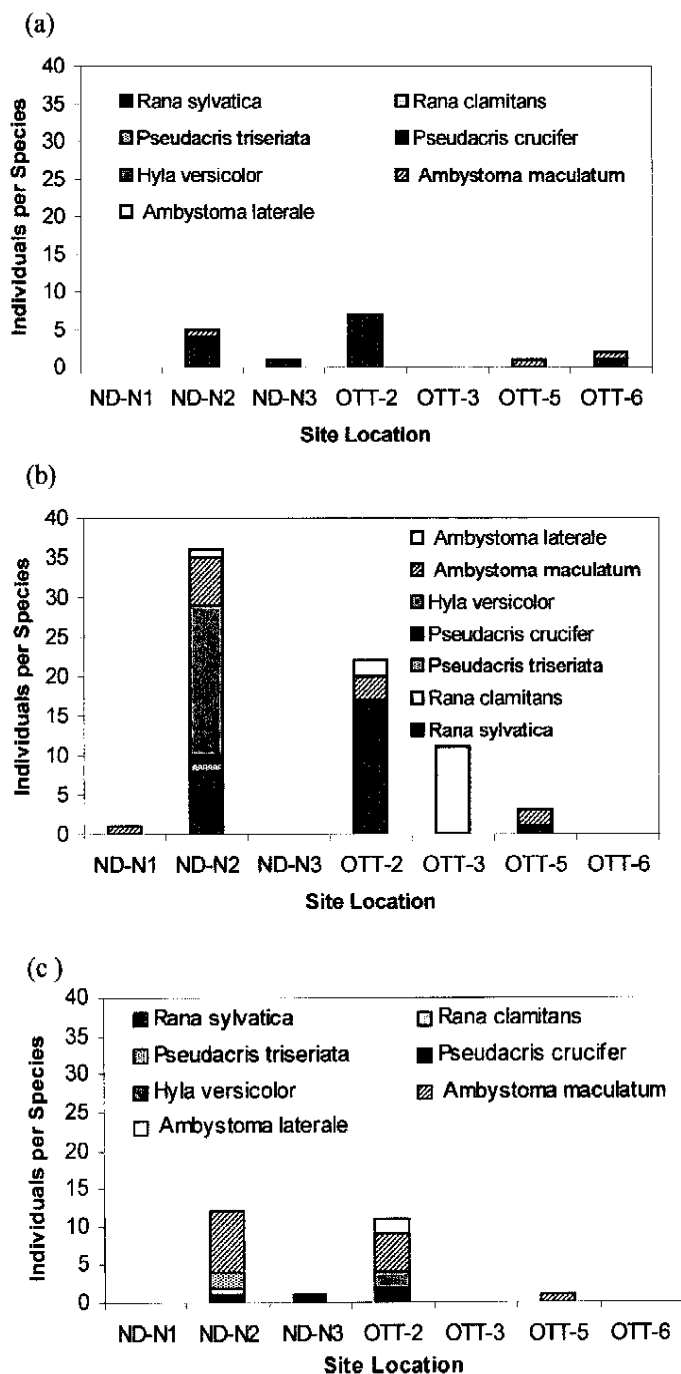 (a)
40
35
30
25
20
15
10
5
0
Individuals per Species
Rana sylvatica Rana clamitans
Pseudacris triseriata Pseudacris crucifer
Hyla versicolor Ambystoma maculatum
Ambystoma laterale
ND-N1 ND-N2 ND-N3 OTT-2 OTT-3 OTT-5 OTT-6
Site Location
(b)
40
35
30
25
20
15
10
5
0
Individuals per Species
Ambystoma laterale
Ambystoma maculatum
Hyla versicolor
Pseudacris crucifer
Pseudacris triseriata
Rana clamitans
Rana sylvatica
ND-N1 ND-N2 ND-N3 OTT-2 OTT-3 OTT-5 OTT-6
Site Location
(c )
40
35
30
25
20
15
10
5
0
Individuals per Species
Rana sylvatica Rana clamitans
Pseudacris triseriata Pseudacris crucifer
Hyla versicolor Ambystoma maculatum
Ambystoma laterale
ND-N1 ND-N2 ND-N3 OTT-2 OTT-3 OTT-5 OTT-6
Site Location